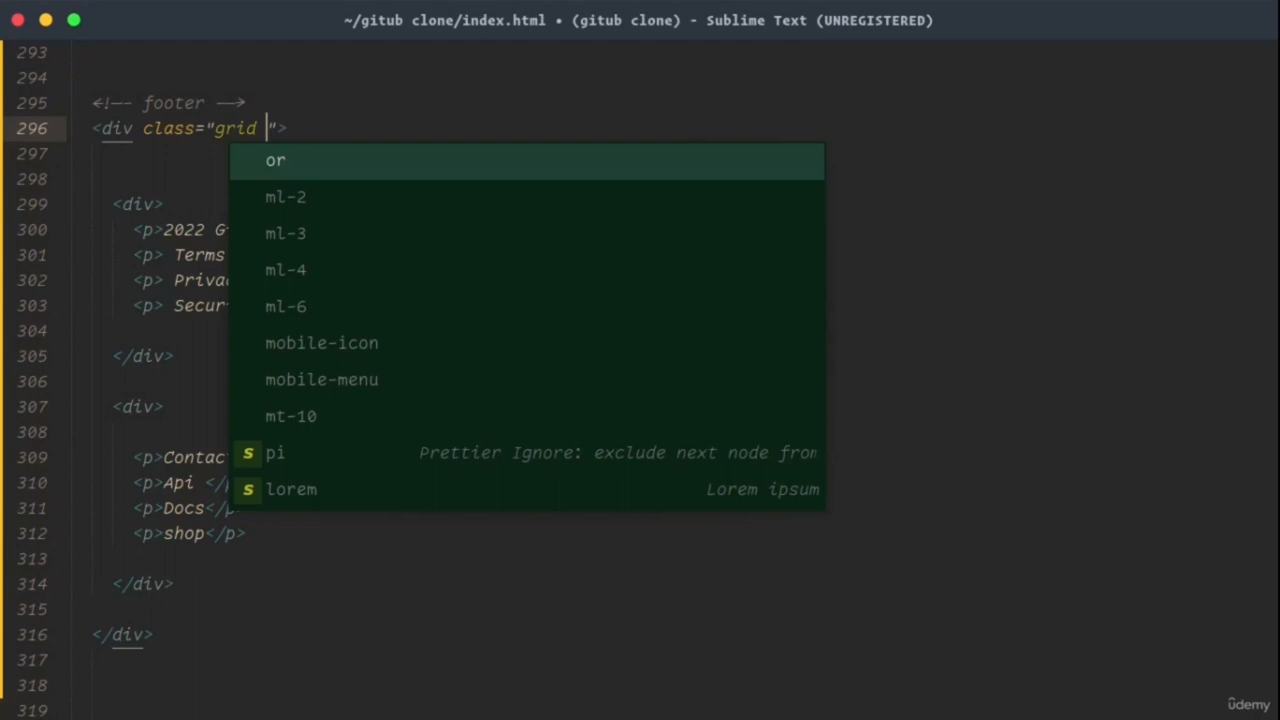 ~/gitub clone/index.html • (gitub clone) - Sublime Text (UNREGISTERED)
293
294
295 <!-- footer -->
296 <div class="grid ">
297 or
298 ml-2
299 <div>
300 <p>2022 G ml-3
301 <p> Terms ml-4
302 <p> Priva
303 <p> Secur ml-6
304 mobile-icon
305 </div>
306 mobile-menu
307 <div> mt-10
308
309 <p>Contac pi Prettier Ignore: exclude next node from
310 <p>Api </ lorem Lorem ipsum
311 <p>Docs</p>
312 <p>shop</p>
313
314 </div>
315
316 </div>
317
318
319
ûdemy